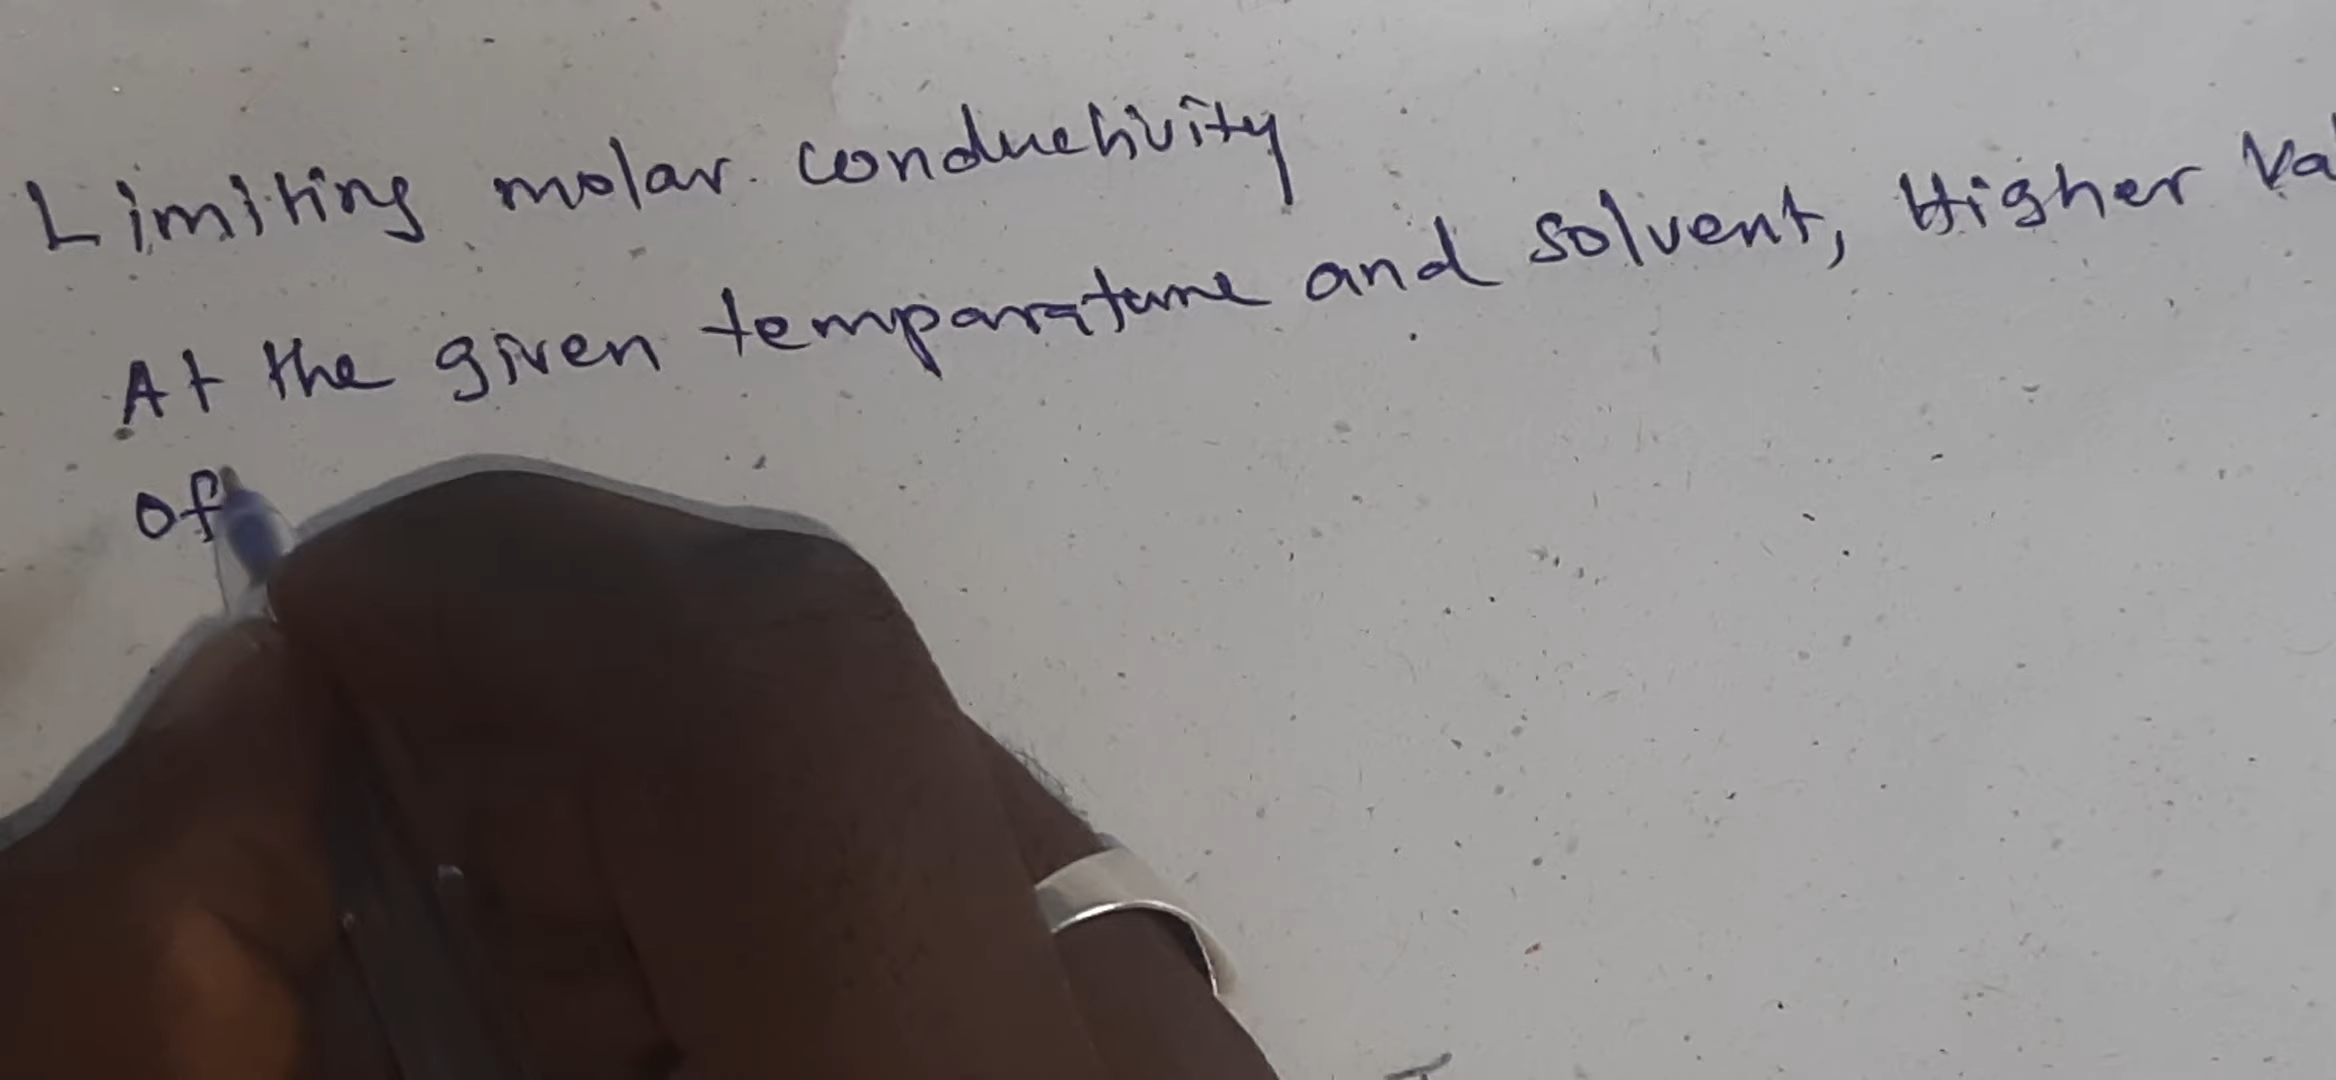 Limiting molar conductivity
At the given temparature and solvent, Higher
of